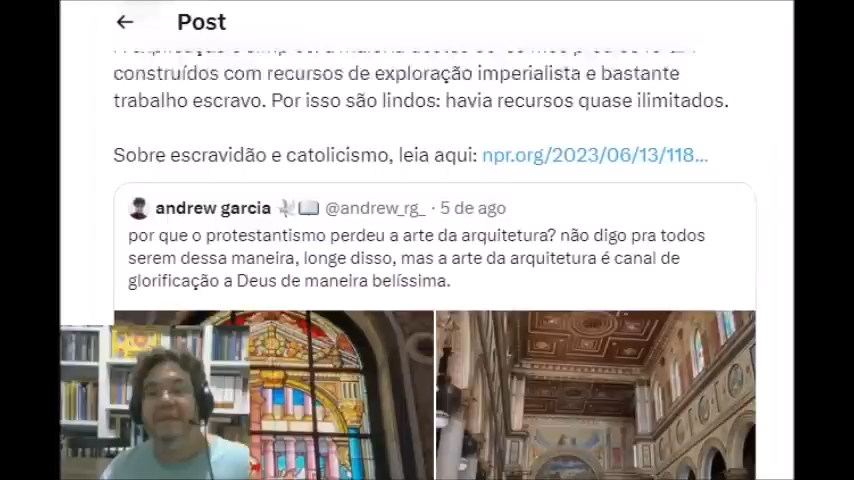 Post
construídos com recursos de exploração imperialista e bastante
trabalho escravo. Por isso são lindos: havia recursos quase ilimitados.
Sobre escravidão e catolicismo, leia aqui: npr.org/2023/06/13/118...
andrew garcia @andrew_rg_ · 5 de ago
por que o protestantismo perdeu a arte da arquitetura? não digo pra todos
serem dessa maneira, longe disso, mas a arte da arquitetura é canal de
glorificação a Deus de maneira belíssima.